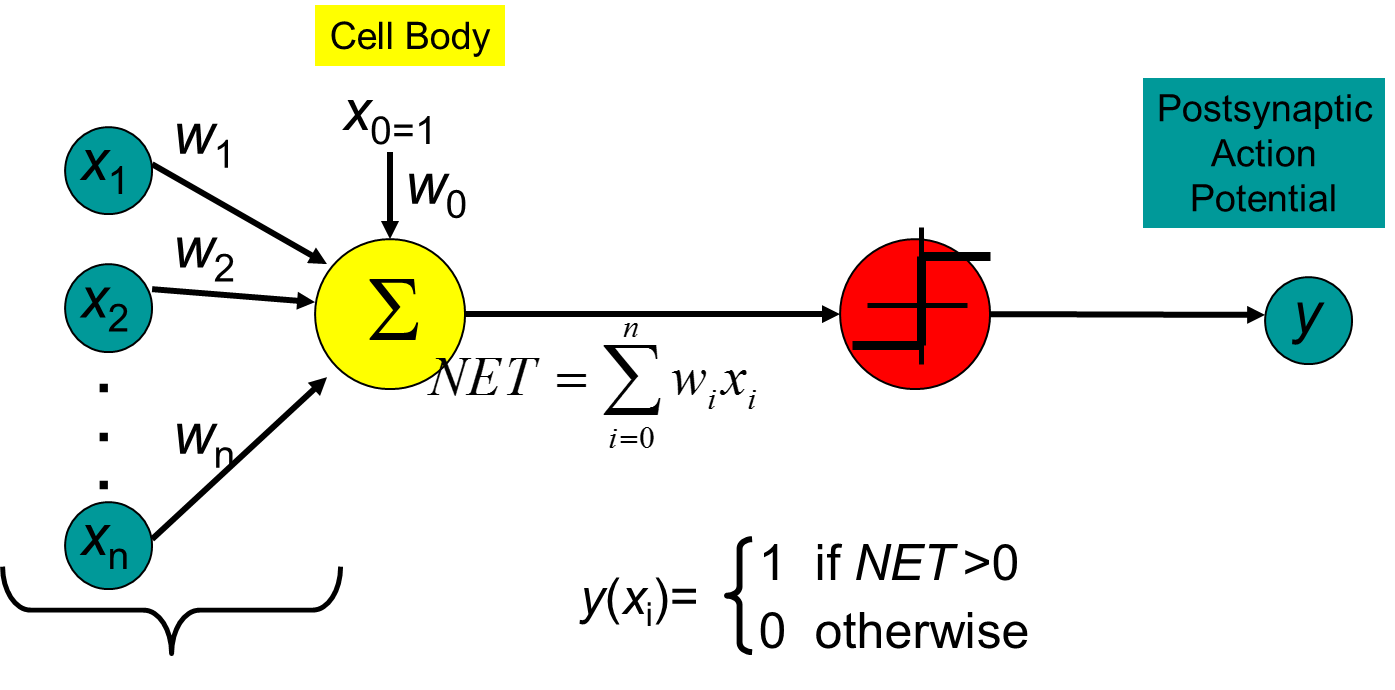 Cell Body
x0=1
w0
Postsynaptic
Action
Potential
x1
w1
x2
w2
.
.
.
xn
wn
Σ
NET = n∑i=0 wixi
y
y(xi)= {
1 if NET >0
0 otherwise